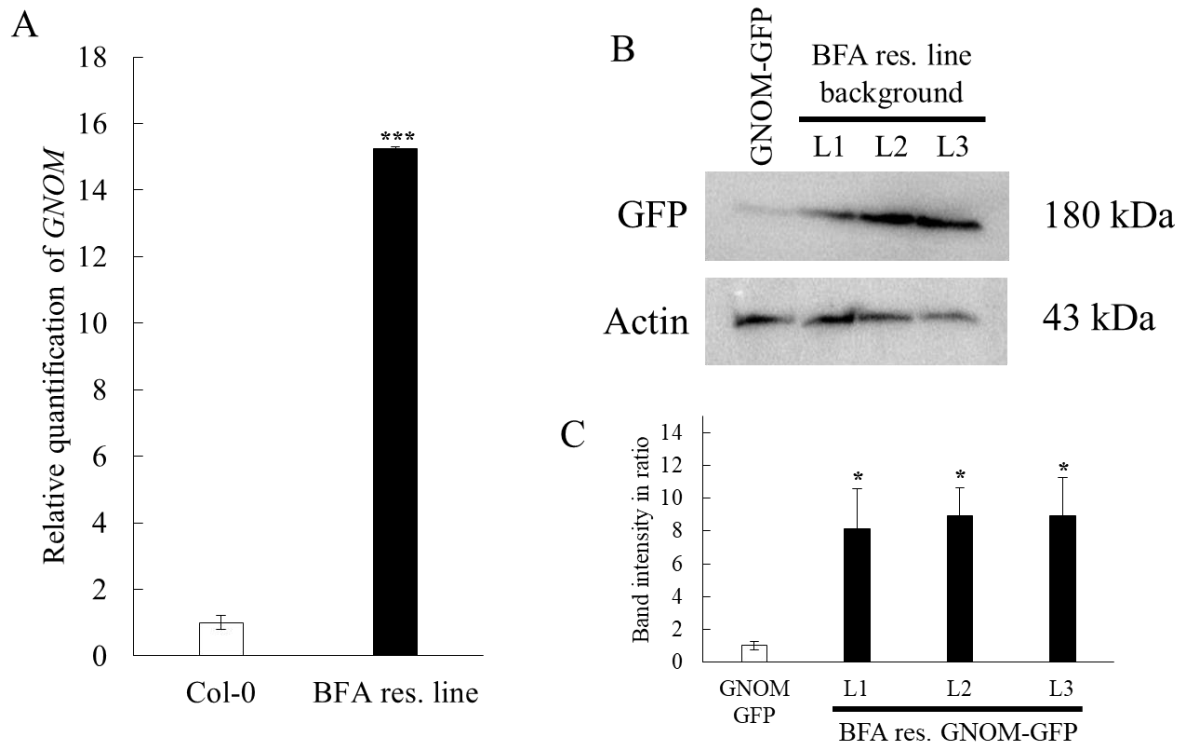 A
Relative quantification of GNOM
18
16
14
12
10
8
6
4
2
0
***
Col-0
BFA res. line
B
GNOM-GFP
BFA res. line
background
L1 L2 L3
GFP
180 kDa
Actin
43 kDa
C
Band intensity in ratio
14
12
10
8
6
4
2
0
* * *
GNOM
GFP
L1 L2 L3
BFA res. GNOM-GFP